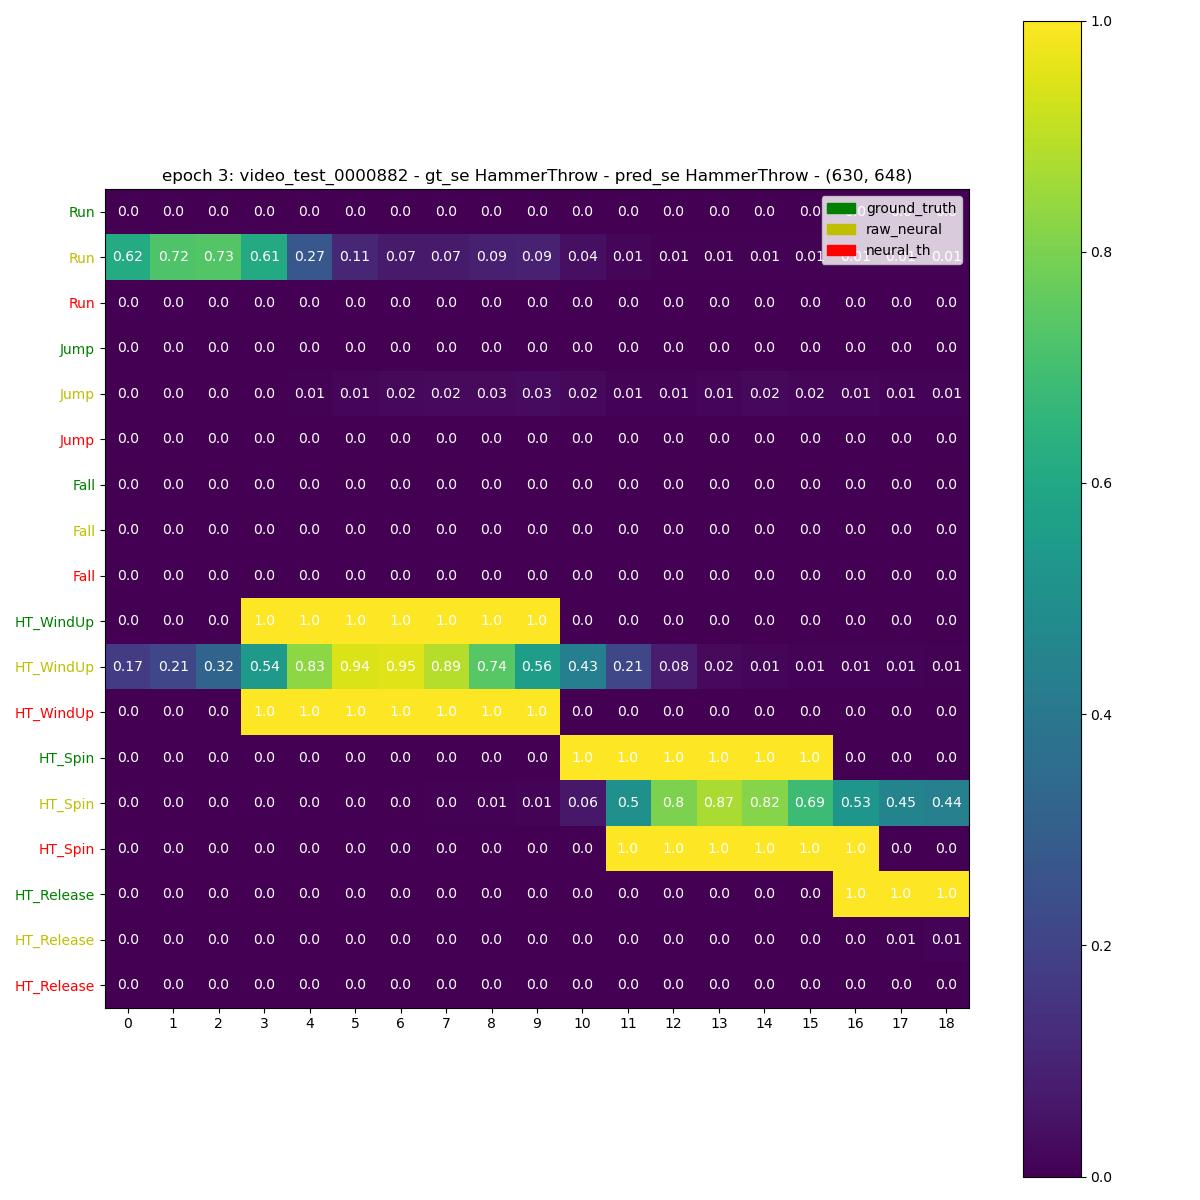 epoch 3: video_test_0000882 - gt_se HammerThrow - pred_se HammerThrow - (630, 648)
Run 0.0 0.0 0.0 0.0 0.0 0.0 0.0 0.0 0.0 0.0 0.0 0.0 0.0 0.0 0.0 0.0
Run 0.62 0.72 0.73 0.61 0.27 0.11 0.07 0.07 0.09 0.09 0.04 0.01 0.01 0.01 0.01 0.01 0.01 0.01
Run 0.0 0.0 0.0 0.0 0.0 0.0 0.0 0.0 0.0 0.0 0.0 0.0 0.0 0.0 0.0 0.0 0.0 0.0 0.0
Jump 0.0 0.0 0.0 0.0 0.0 0.0 0.0 0.0 0.0 0.0 0.0 0.0 0.0 0.0 0.0 0.0 0.0 0.0 0.0
Jump 0.0 0.0 0.0 0.0 0.01 0.01 0.02 0.02 0.03 0.03 0.02 0.01 0.01 0.01 0.02 0.02 0.01 0.01 0.01
Jump 0.0 0.0 0.0 0.0 0.0 0.0 0.0 0.0 0.0 0.0 0.0 0.0 0.0 0.0 0.0 0.0 0.0 0.0 0.0
Fall 0.0 0.0 0.0 0.0 0.0 0.0 0.0 0.0 0.0 0.0 0.0 0.0 0.0 0.0 0.0 0.0 0.0 0.0 0.0
Fall 0.0 0.0 0.0 0.0 0.0 0.0 0.0 0.0 0.0 0.0 0.0 0.0 0.0 0.0 0.0 0.0 0.0 0.0 0.0
Fall 0.0 0.0 0.0 0.0 0.0 0.0 0.0 0.0 0.0 0.0 0.0 0.0 0.0 0.0 0.0 0.0 0.0 0.0 0.0
HT_WindUp 0.0 0.0 0.0 1.0 1.0 1.0 1.0 1.0 1.0 1.0 0.0 0.0 0.0 0.0 0.0 0.0 0.0 0.0 0.0
HT_WindUp 0.17 0.21 0.32 0.54 0.83 0.94 0.95 0.89 0.74 0.56 0.43 0.21 0.08 0.02 0.01 0.01 0.01 0.01 0.01
HT_WindUp 0.0 0.0 0.0 1.0 1.0 1.0 1.0 1.0 1.0 1.0 0.0 0.0 0.0 0.0 0.0 0.0 0.0 0.0 0.0
HT_Spin 0.0 0.0 0.0 0.0 0.0 0.0 0.0 0.0 0.0 0.0 1.0 1.0 1.0 1.0 1.0 1.0 0.0 0.0 0.0
HT_Spin 0.0 0.0 0.0 0.0 0.0 0.0 0.0 0.0 0.01 0.01 0.06 0.5 0.8 0.87 0.82 0.69 0.53 0.45 0.44
HT_Spin 0.0 0.0 0.0 0.0 0.0 0.0 0.0 0.0 0.0 0.0 0.0 1.0 1.0 1.0 1.0 1.0 1.0 0.0 0.0
HT_Release 0.0 0.0 0.0 0.0 0.0 0.0 0.0 0.0 0.0 0.0 0.0 0.0 0.0 0.0 0.0 0.0 1.0 1.0 1.0
HT_Release 0.0 0.0 0.0 0.0 0.0 0.0 0.0 0.0 0.0 0.0 0.0 0.0 0.0 0.0 0.0 0.0 0.0 0.01 0.01
HT_Release 0.0 0.0 0.0 0.0 0.0 0.0 0.0 0.0 0.0 0.0 0.0 0.0 0.0 0.0 0.0 0.0 0.0 0.0 0.0
0 1 2 3 4 5 6 7 8 9 10 11 12 13 14 15 16 17 18
ground_truth
raw_neural
neural_th
1.0
0.8
0.6
0.4
0.2
0.0